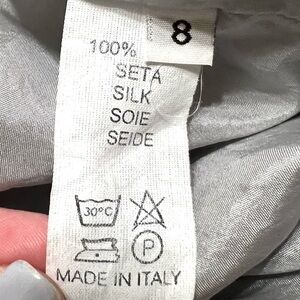 8
100%
SETA
SILK
SOIE
SEIDE
30°C
P
MADE IN ITALY